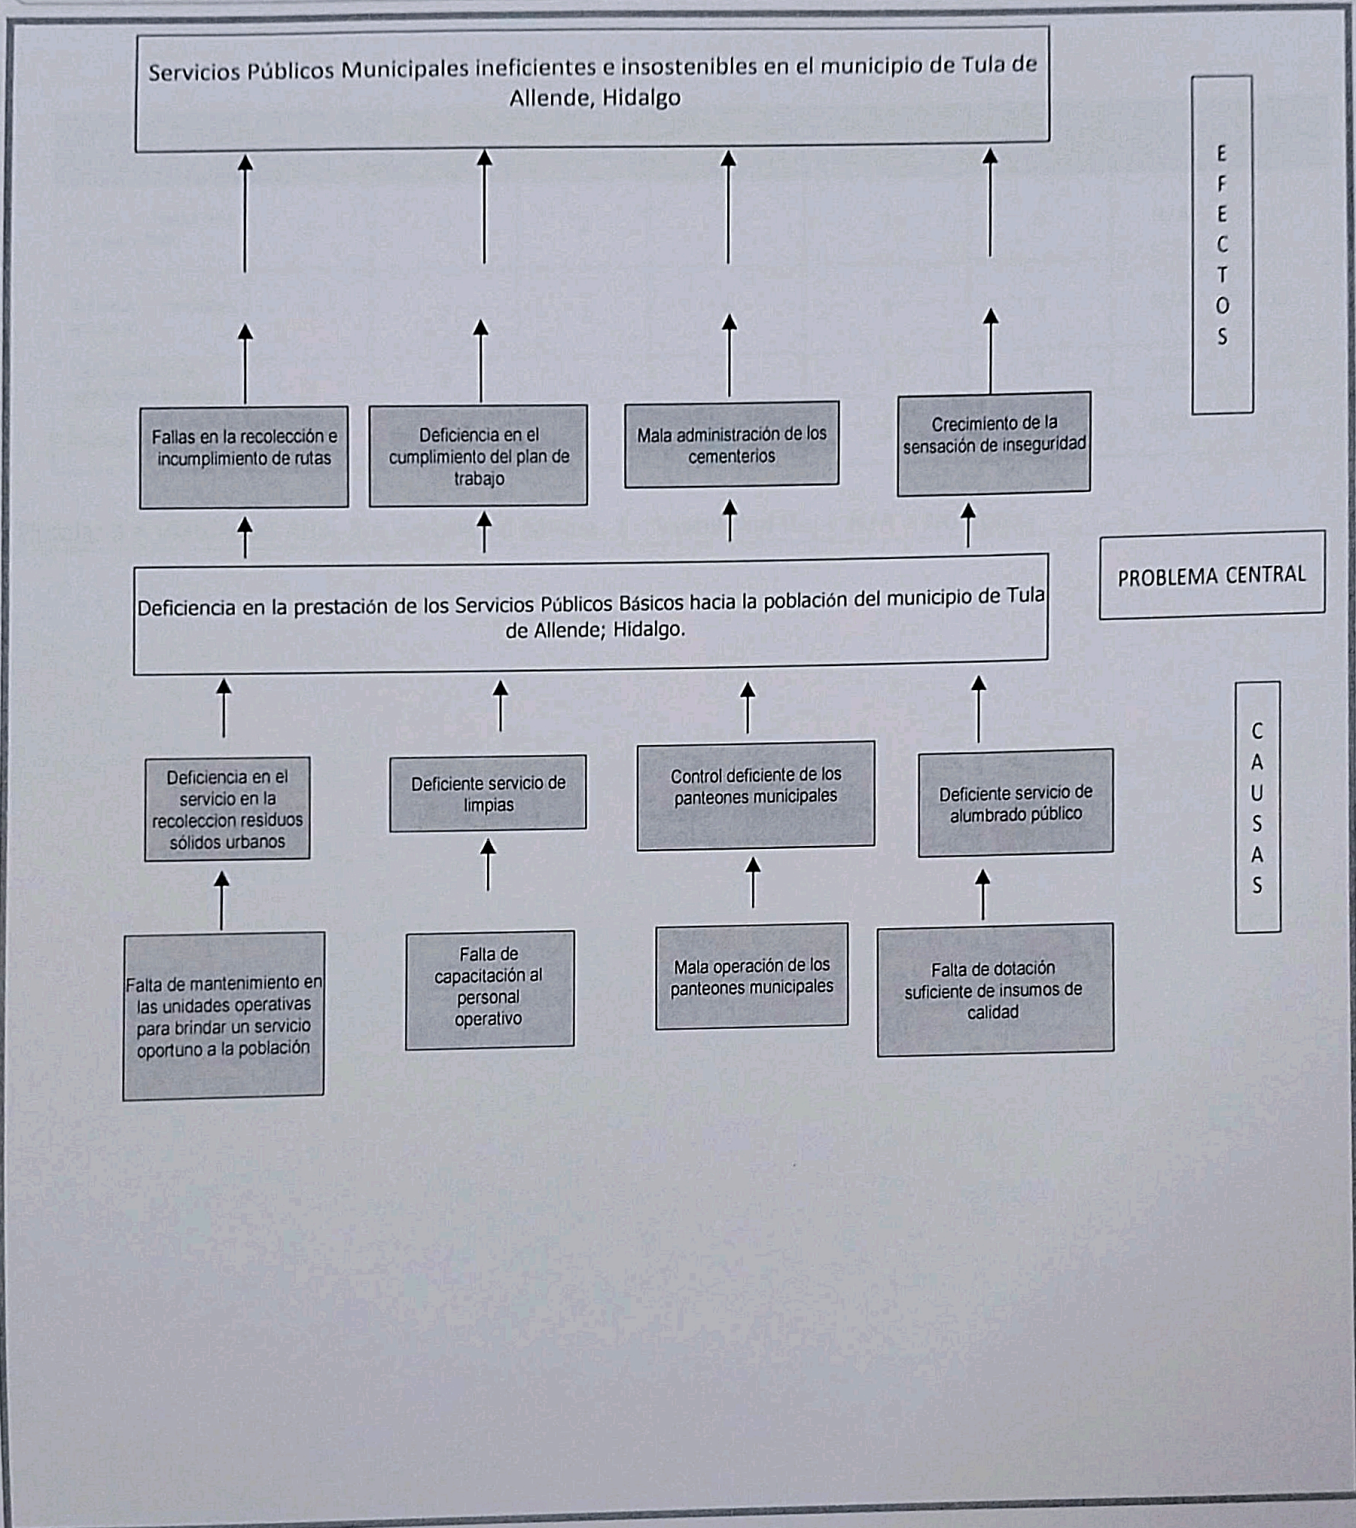 Servicios Públicos Municipales ineficientes e insostenibles en el municipio de Tula de
Allende, Hidalgo
EFECTOS
Fallas en la recolección e
incumplimiento de rutas
Deficiencia en el
cumplimiento del plan de
trabajo
Mala administración de los
cementerios
Crecimiento de la
sensación de inseguridad
PROBLEMA CENTRAL
Deficiencia en la prestación de los Servicios Públicos Básicos hacia la población del municipio de Tula
de Allende; Hidalgo.
CAUSAS
Deficiencia en el
servicio en la
recoleccion residuos
sólidos urbanos
Deficiente servicio de
limpias
Control deficiente de los
panteones municipales
Deficiente servicio de
alumbrado público
Falta de mantenimiento en
las unidades operativas
para brindar un servicio
oportuno a la población
Falta de
capacitación al
personal
operativo
Mala operación de los
panteones municipales
Falta de dotación
suficiente de insumos de
calidad